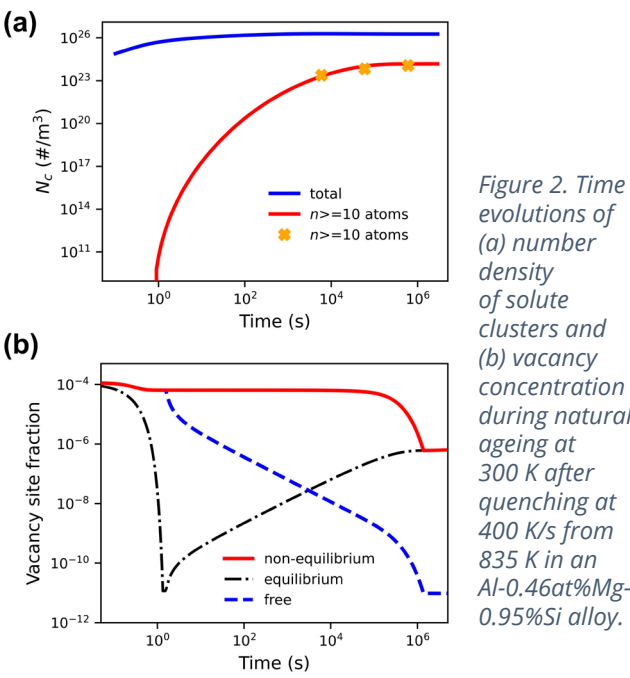 (a)
10^26
10^23
10^20
10^17
10^14
10^11
N_c (#/m^3)
total
n>=10 atoms
n>=10 atoms
10^0
10^2
10^4
10^6
Time (s)
(b)
10^−4
10^−6
10^−8
10^−10
10^−12
Vacancy site fraction
non-equilibrium
equilibrium
free
10^0
10^2
10^4
10^6
Time (s)
Figure 2. Time
evolutions of
(a) number
density
of solute
clusters and
(b) vacancy
concentration
during natural
ageing at
300 K after
quenching at
400 K/s from
835 K in an
Al-0.46at%Mg-
0.95%Si alloy.